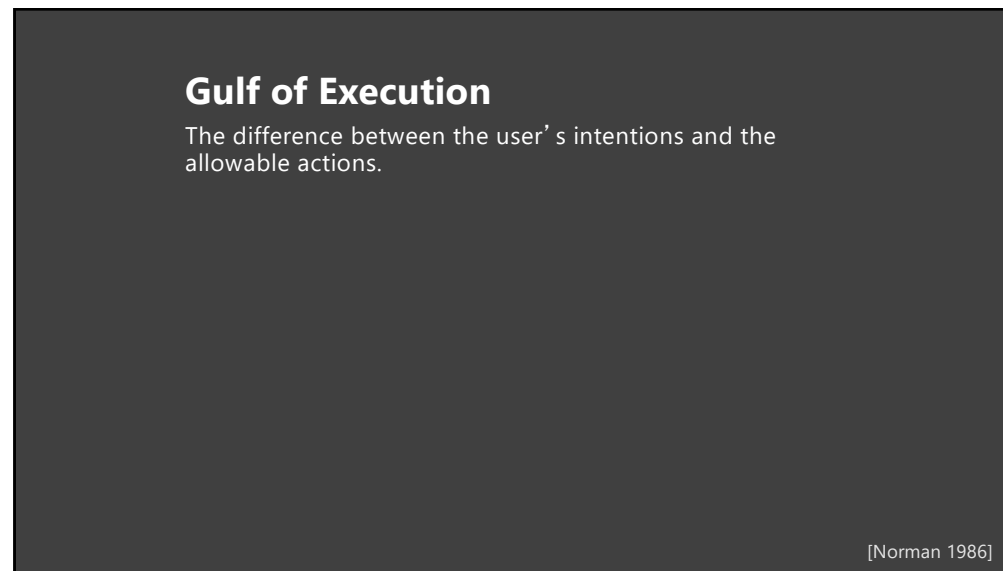 Gulf of Execution
The difference between the user’s intentions and the
allowable actions.
[Norman 1986]